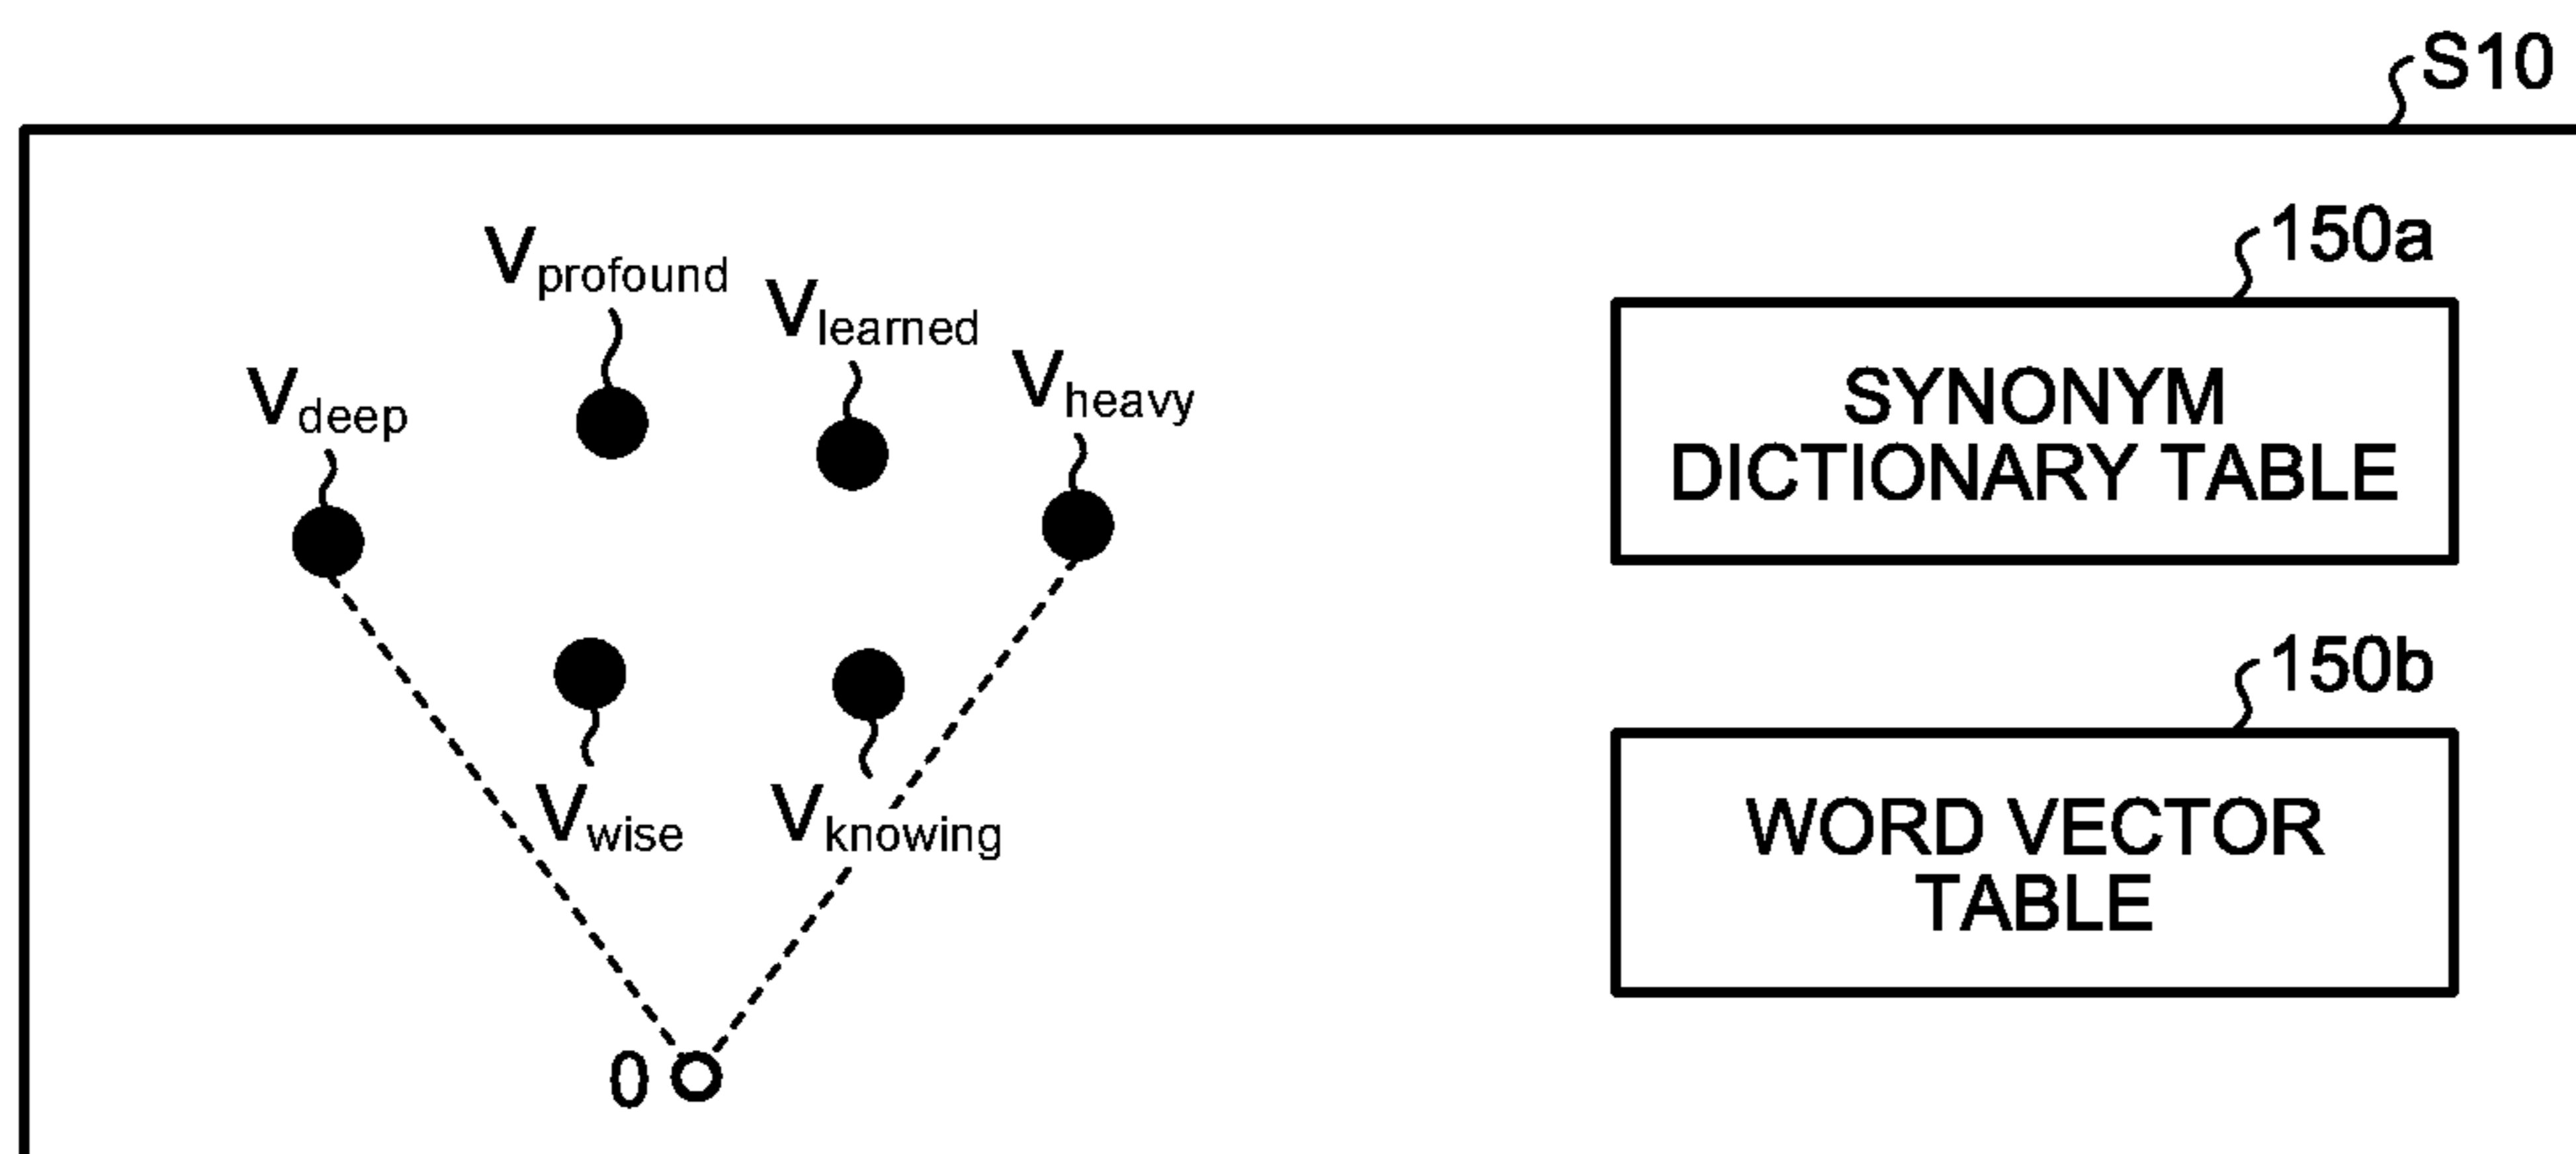 S10
150a
Vprofound
Vlearned
Vheavy
Vdeep
SYNONYM
DICTIONARY TABLE
150b
Vwise
Vknowing
WORD VECTOR
TABLE
0